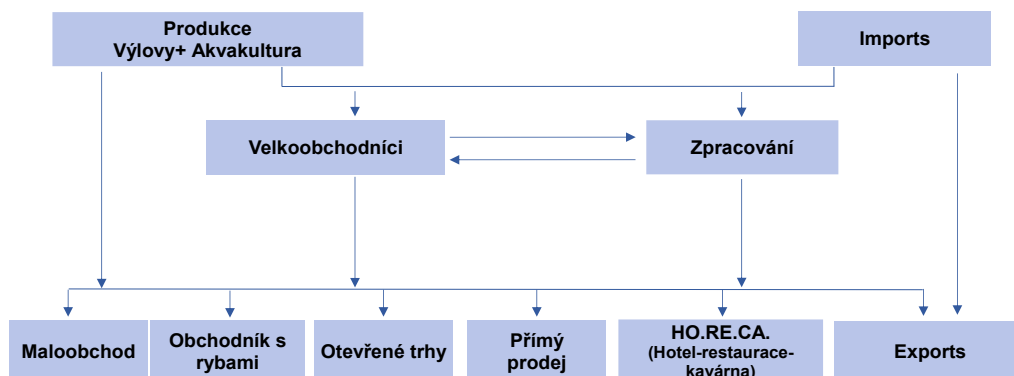 Produkce
Výlovy+ Akvakultura
Imports
Velkoobchodníci
Zpracování
Maloobchod
Obchodník s
rybami
Otevřené trhy
Přímý
prodej
HO.RE.CA.
(Hotel-restaurace-
kavárna)
Exports